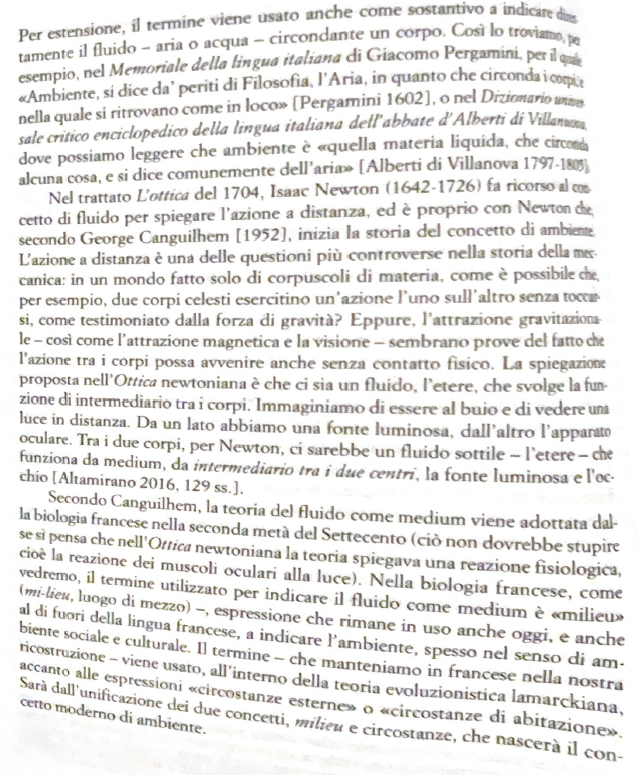 Per estensione, il termine viene usato anche come sostantivo a indicare diret-
tamente il fluido – aria o acqua – circondante un corpo. Così lo troviamo, per
esempio, nel Memoriale della lingua italiana di Giacomo Pergamini, per il quale
«Ambiente, si dice da' periti di Filosofia, l'Aria, in quanto che circonda i corpi, e
nella quale si ritrovano come in loco» [Pergamini 1602], o nel Dizionario univer-
sale critico enciclopedico della lingua italiana dell'abbate d'Alberti di Villanuova,
dove possiamo leggere che ambiente è «quella materia liquida, che circonda
alcuna cosa, e si dice comunemente dell'aria» [Alberti di Villanova 1797-1805].
Nel trattato L'ottica del 1704, Isaac Newton (1642-1726) fa ricorso al con-
cetto di fluido per spiegare l'azione a distanza, ed è proprio con Newton che,
secondo George Canguilhem [1952], inizia la storia del concetto di ambiente.
L'azione a distanza è una delle questioni più controverse nella storia della mec-
canica: in un mondo fatto solo di corpuscoli di materia, come è possibile che,
per esempio, due corpi celesti esercitino un'azione l'uno sull'altro senza toccar-
si, come testimoniato dalla forza di gravità? Eppure, l'attrazione gravitaziona-
le – così come l'attrazione magnetica e la visione – sembrano prove del fatto che
l'azione tra i corpi possa avvenire anche senza contatto fisico. La spiegazione
proposta nell'Ottica newtoniana è che ci sia un fluido, l'etere, che svolge la fun-
zione di intermediario tra i corpi. Immaginiamo di essere al buio e di vedere una
luce in distanza. Da un lato abbiamo una fonte luminosa, dall'altro l'apparato
oculare. Tra i due corpi, per Newton, ci sarebbe un fluido sottile – l'etere – che
funziona da medium, da intermediario tra i due centri, la fonte luminosa e l'oc-
chio [Altamirano 2016, 129 ss.].
Secondo Canguilhem, la teoria del fluido come medium viene adottata dal-
la biologia francese nella seconda metà del Settecento (ciò non dovrebbe stupire
se si pensa che nell'Ottica newtoniana la teoria spiegava una reazione fisiologica,
cioè la reazione dei muscoli oculari alla luce). Nella biologia francese, come
vedremo, il termine utilizzato per indicare il fluido come medium è «milieu»
(mi-lieu, luogo di mezzo) –, espressione che rimane in uso anche oggi, e anche
al di fuori della lingua francese, a indicare l'ambiente, spesso nel senso di am-
biente sociale e culturale. Il termine – che manteniamo in francese nella nostra
ricostruzione – viene usato, all'interno della teoria evoluzionistica lamarckiana,
accanto alle espressioni «circostanze esterne» o «circostanze di abitazione».
Sarà dall'unificazione dei due concetti, milieu e circostanze, che nascerà il con-
cetto moderno di ambiente.